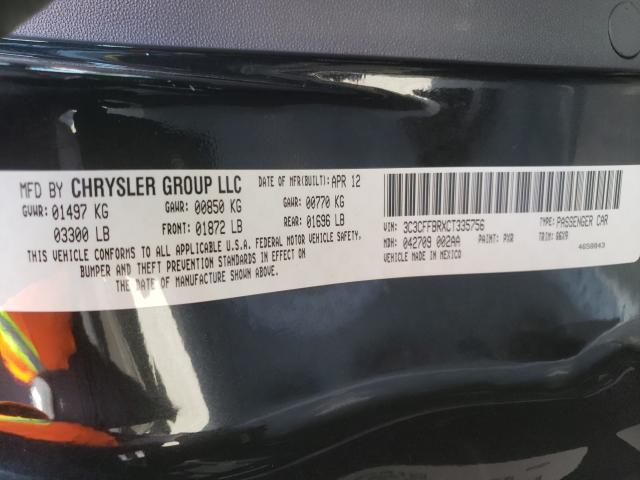 MFD BY CHRYSLER GROUP LLC DATE OF MFR(BUILT): APR 12
GVWR: 01497 KG GAWR: 00850 KG GAWR: 00770 KG
03300 LB FRONT: 01872 LB REAR: 01696 LB
THIS VEHICLE CONFORMS TO ALL APPLICABLE U.S.A. FEDERAL MOTOR VEHICLE SAFETY,
BUMPER AND THEFT PREVENTION STANDARDS IN EFFECT ON
THE DATE OF MANUFACTURE SHOWN ABOVE.
VIN: 3C3CFFBRXCT335756 TYPE: PASSENGER CAR
MDH: 042709 002AA PAINT: PXR TRIM: GGX9
VEHICLE MADE IN MEXICO 4658843